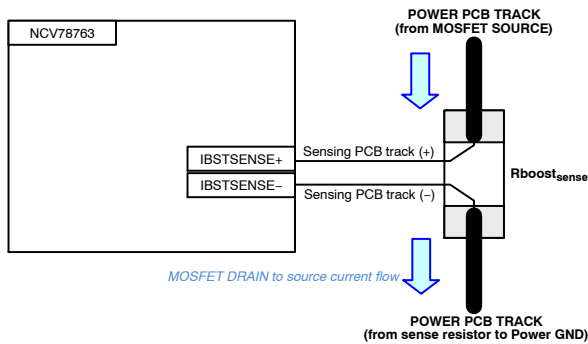 POWER PCB TRACK
(from MOSFET SOURCE)
NCV78763
IBSTSENSE+
Sensing PCB track (+)
Rboostsense
IBSTSENSE−
Sensing PCB track (−)
MOSFET DRAIN to source current flow
POWER PCB TRACK
(from sense resistor to Power GND)